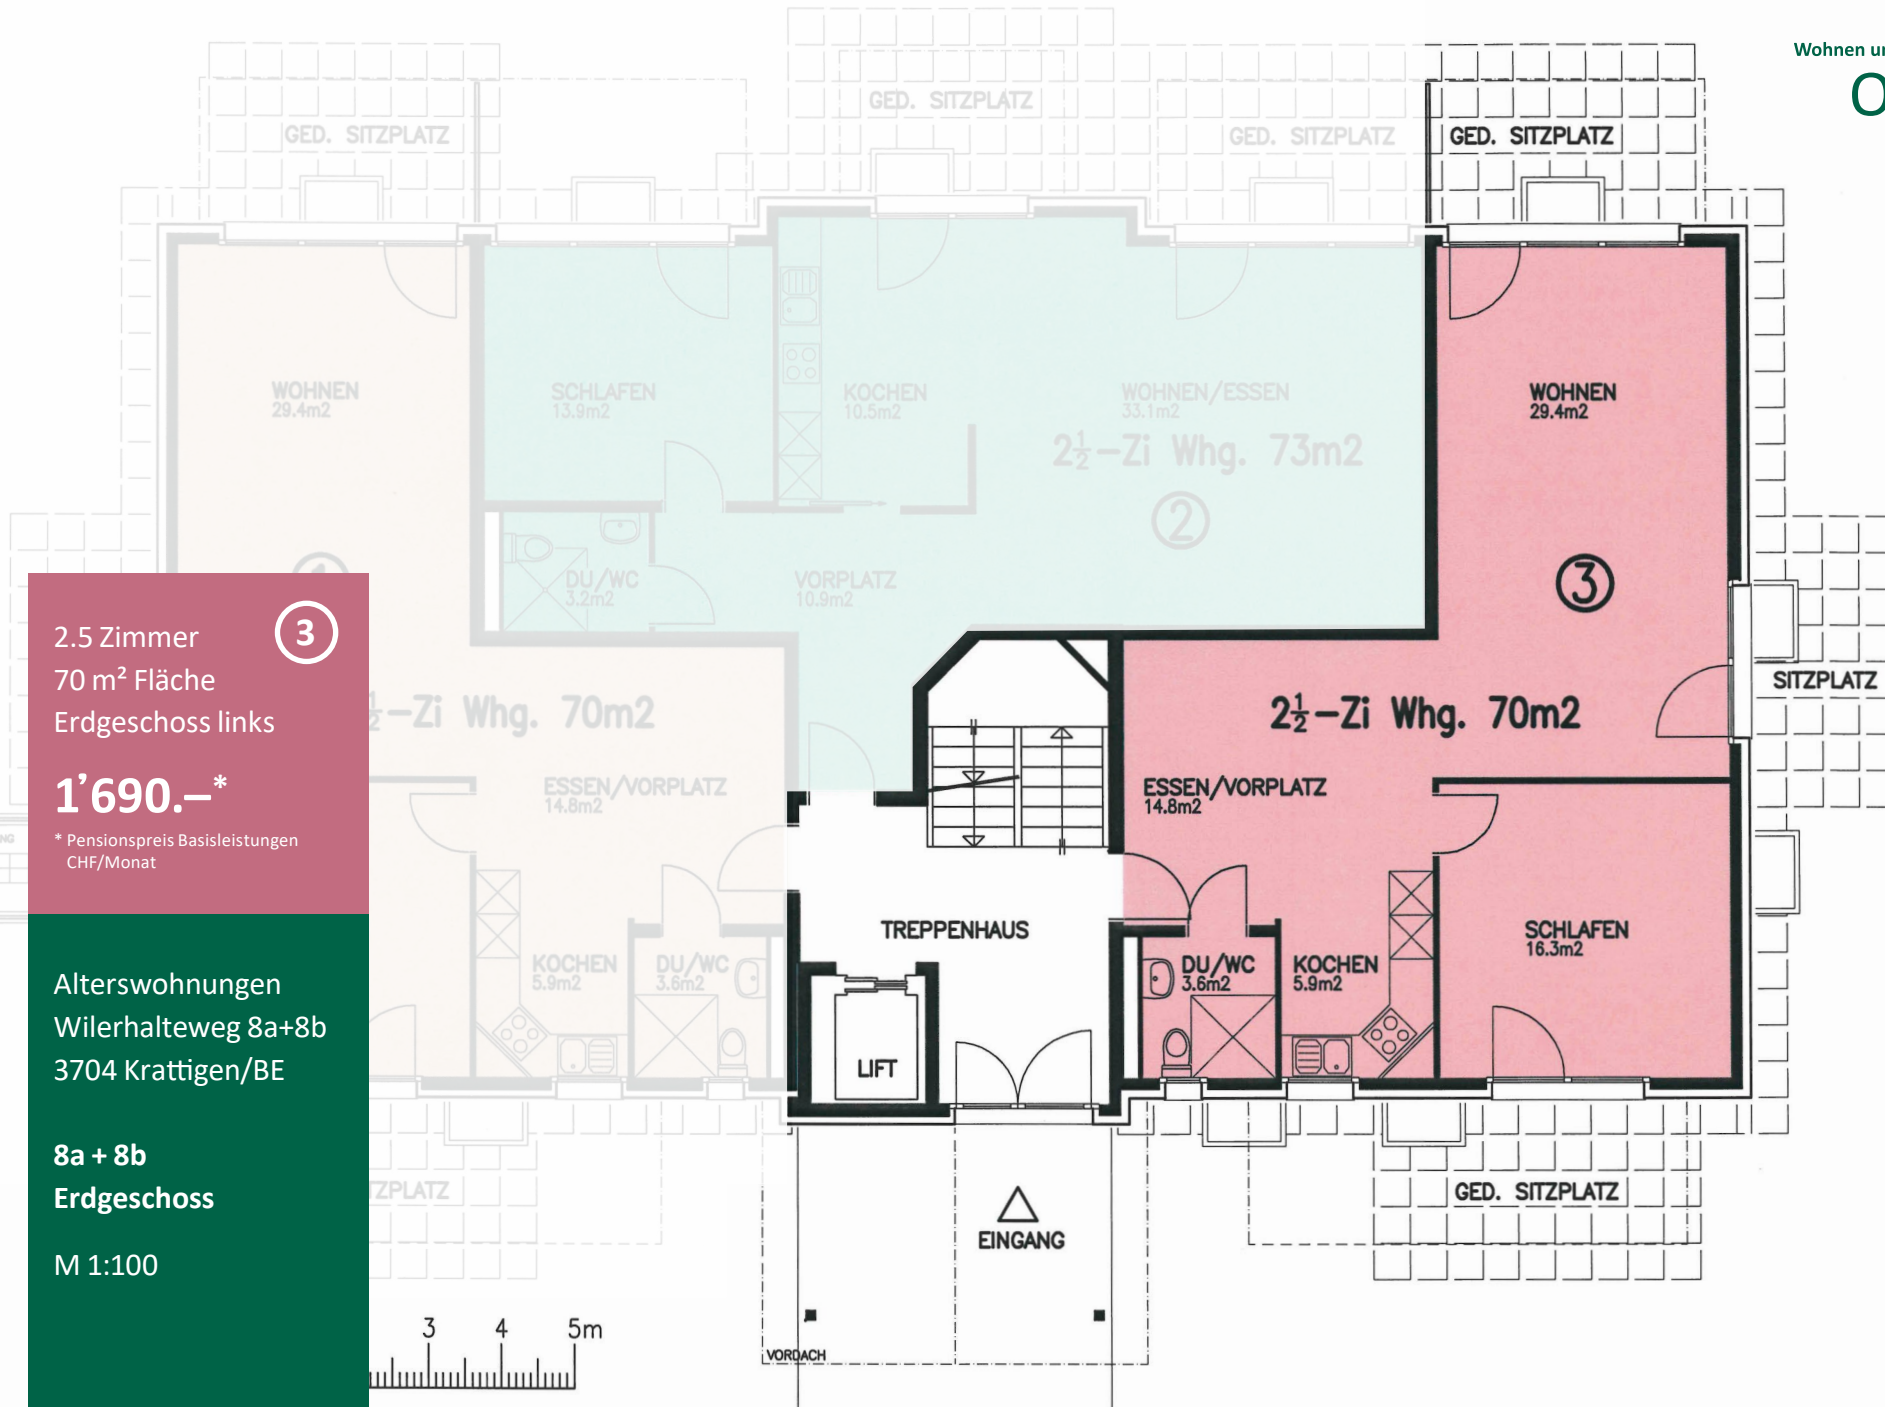 Wohnen
GED. SITZPLATZ
GED. SITZPLATZ
GED. SITZPLATZ
GED. SITZPLATZ
WOHNEN
29.4m2
SCHLAFEN
13.9m2
KOCHEN
10.5m2
WOHNEN/ESSEN
33.1m2
2½-Zi Whg. 73m2
2
WOHNEN
29.4m2
3
DU/WC
3.2m2
VORPLATZ
10.9m2
2.5 Zimmer
3
70 m² Fläche
Erdgeschoss links
1’690.–*
* Pensionspreis Basisleistungen
CHF/Monat
-Zi Whg. 70m2
ESSEN/VORPLATZ
14.8m2
KOCHEN
5.9m2
DU/WC
3.6m2
TREPPENHAUS
LIFT
2½-Zi Whg. 70m2
SITZPLATZ
ESSEN/VORPLATZ
14.8m2
DU/WC
3.6m2
KOCHEN
5.9m2
SCHLAFEN
16.3m2
Alterswohnungen
Wilerhalteweg 8a+8b
3704 Krattigen/BE
8a + 8b
Erdgeschoss
M 1:100
TZPLATZ
GED. SITZPLATZ
EINGANG
VORDACH
3 4 5m